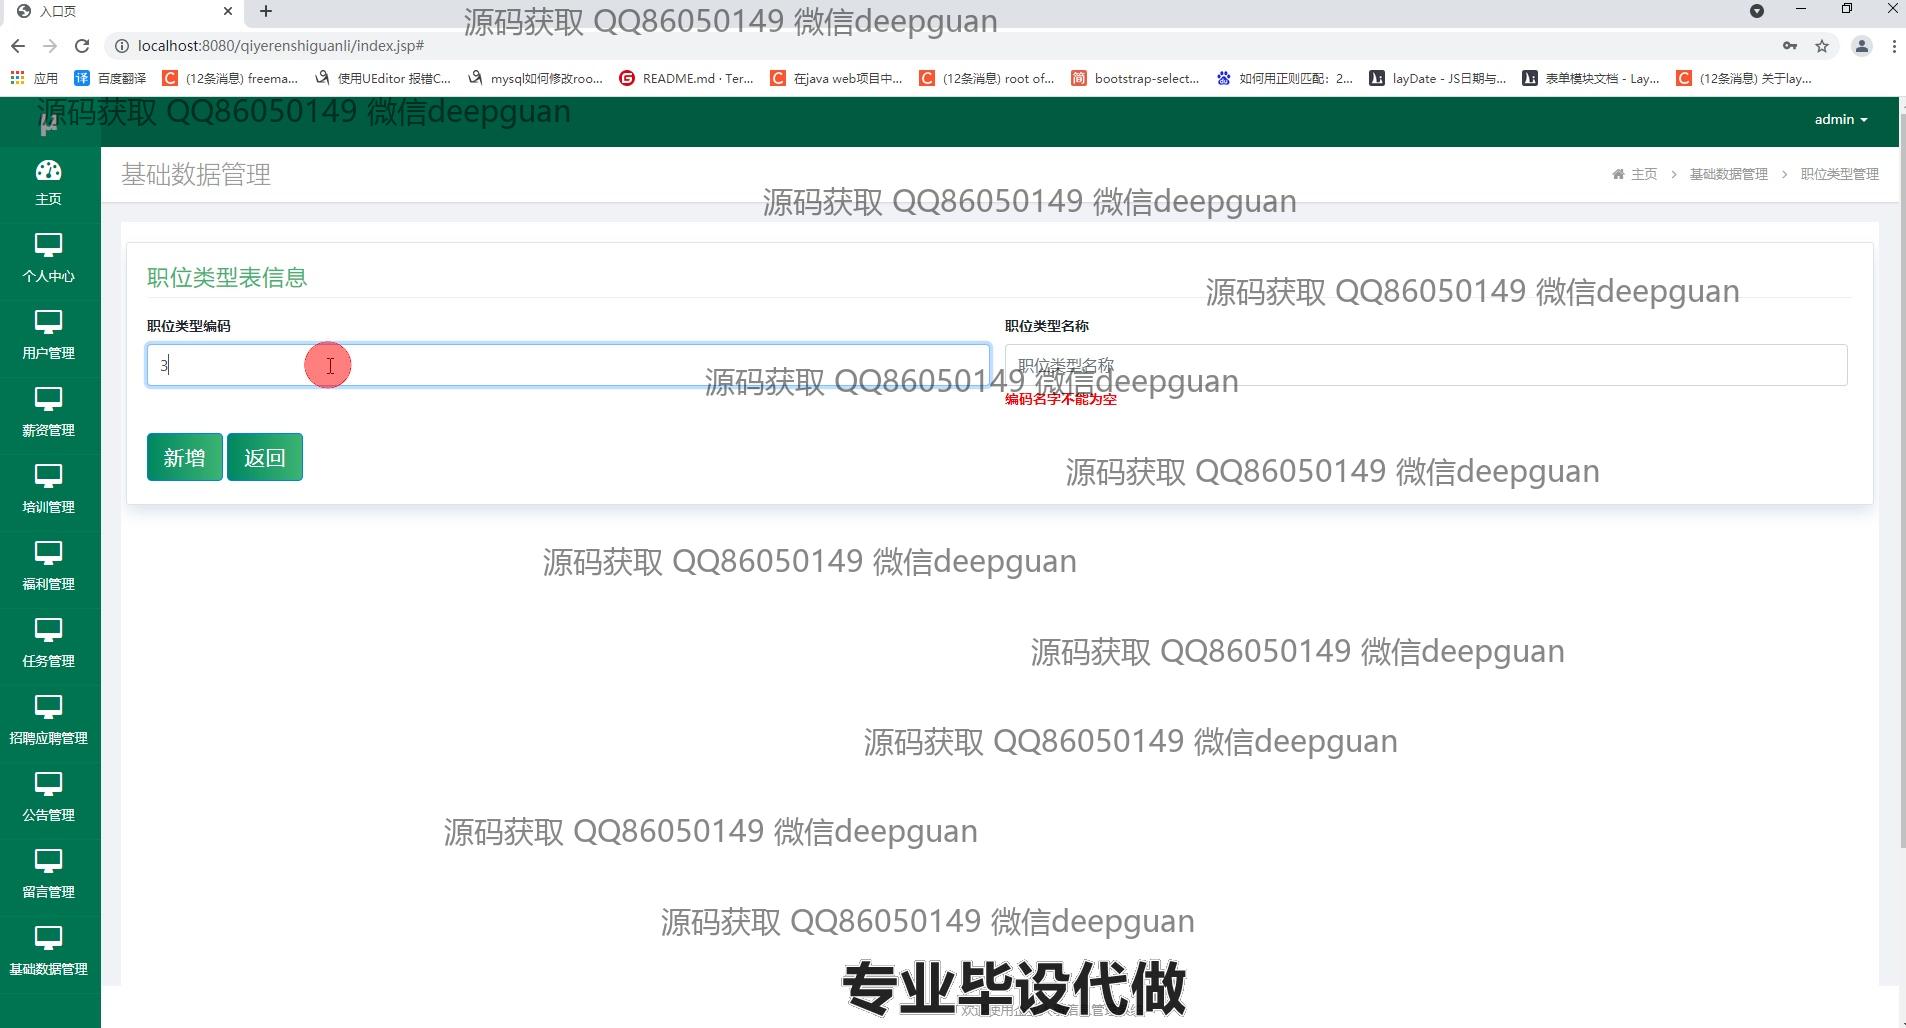 入口页
源码获取 QQ86050149 微信deepguan
localhost:8080/qiyerenshiguanli/index.jsp#
应用
百度翻译
(12条消息) freema...
使用UEditor 报错C...
mysql如何修改roo...
README.md · Ter...
在java web项目中...
(12条消息) root of...
bootstrap-select...
如何用正则匹配：2...
layDate - JS日期与...
表单模块文档 - Lay...
(12条消息) 关于lay...
源码获取 QQ86050149 微信deepguan
μ
admin
主页
个人中心
用户管理
薪资管理
培训管理
福利管理
任务管理
招聘应聘管理
公告管理
留言管理
基础数据管理
基础数据管理
主页 > 基础数据管理 > 职位类型管理
源码获取 QQ86050149 微信deepguan
职位类型表信息
源码获取 QQ86050149 微信deepguan
职位类型编码
职位类型名称
3
职位类型名称
源码获取 QQ86050149 微信deepguan
编码名字不能为空
新增
返回
源码获取 QQ86050149 微信deepguan
源码获取 QQ86050149 微信deepguan
源码获取 QQ86050149 微信deepguan
源码获取 QQ86050149 微信deepguan
源码获取 QQ86050149 微信deepguan
源码获取 QQ86050149 微信deepguan
专业毕设代做